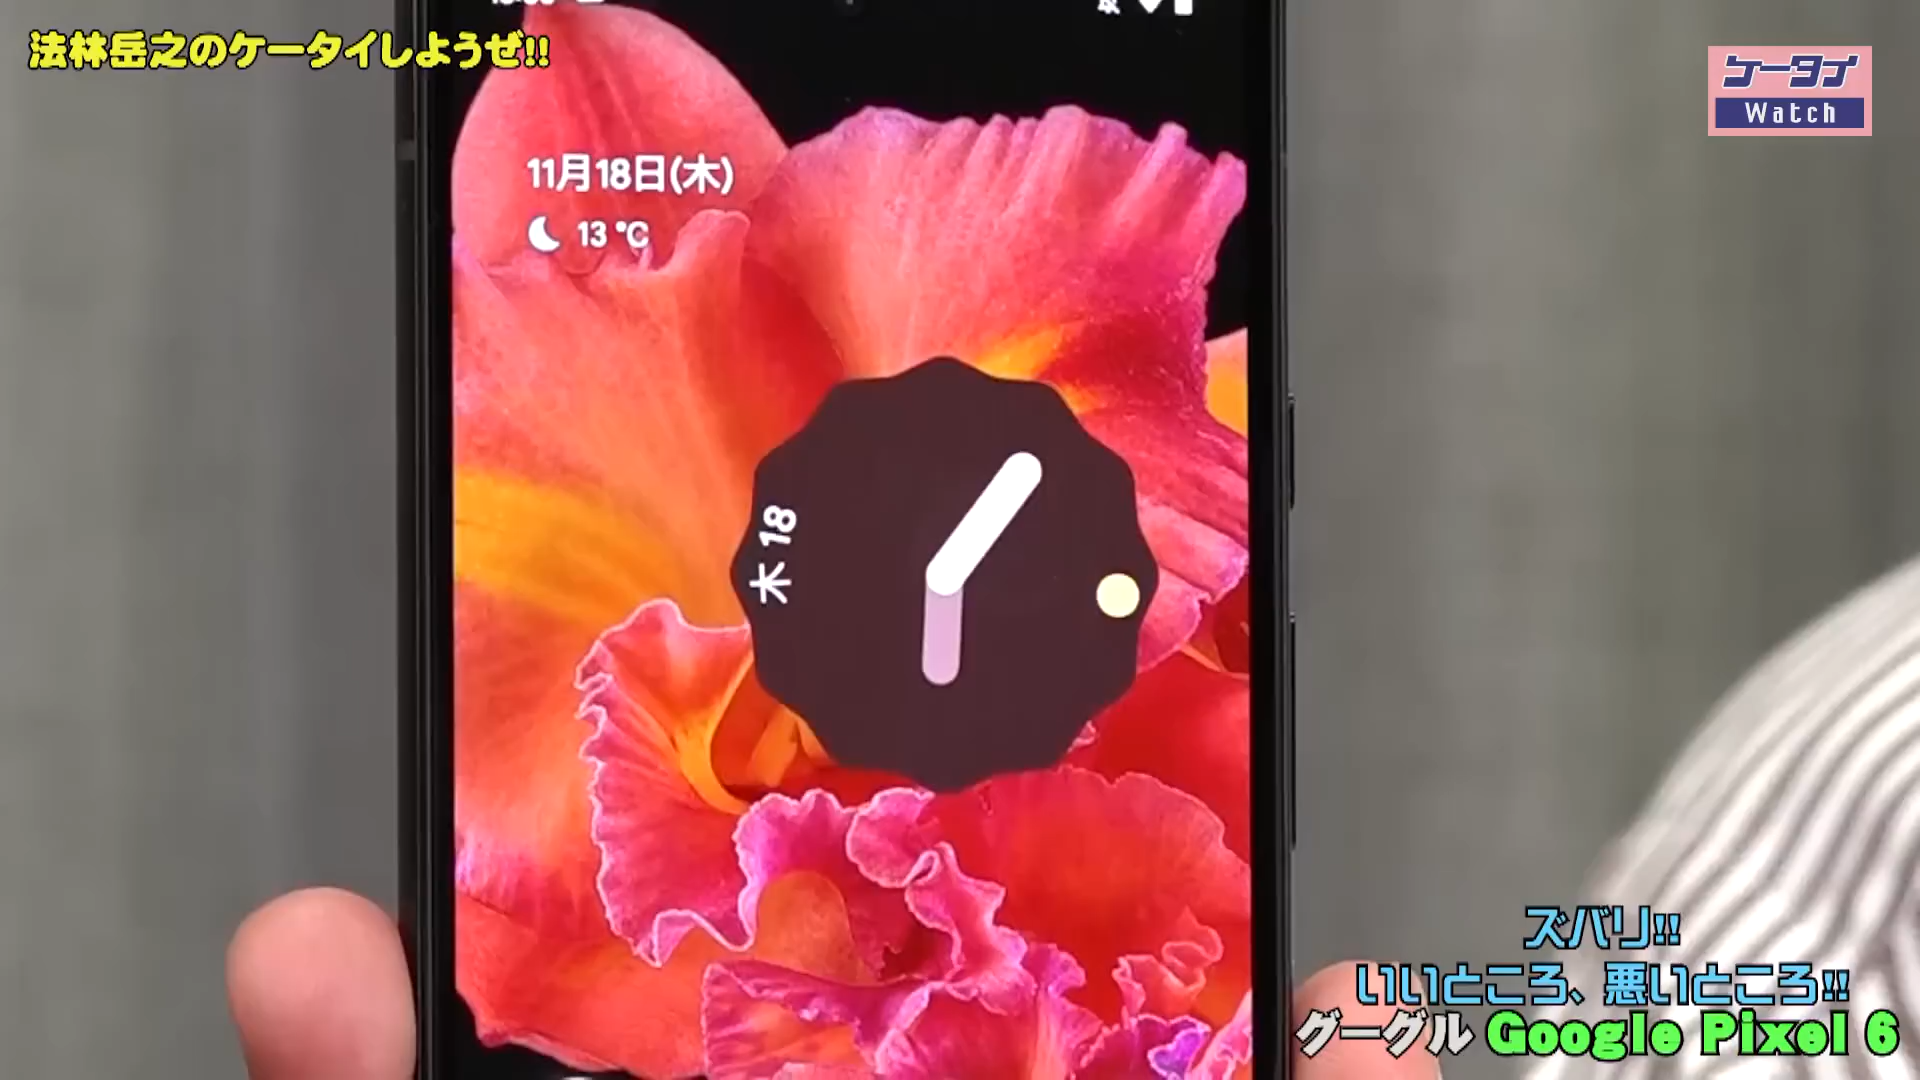 法林岳之のケータイしようぜ!!
ケータイ
Watch
11月18日(木)
13 °C
木 18
ズバリ!!
いいところ、悪いところ!!
グーグル Google Pixel 6